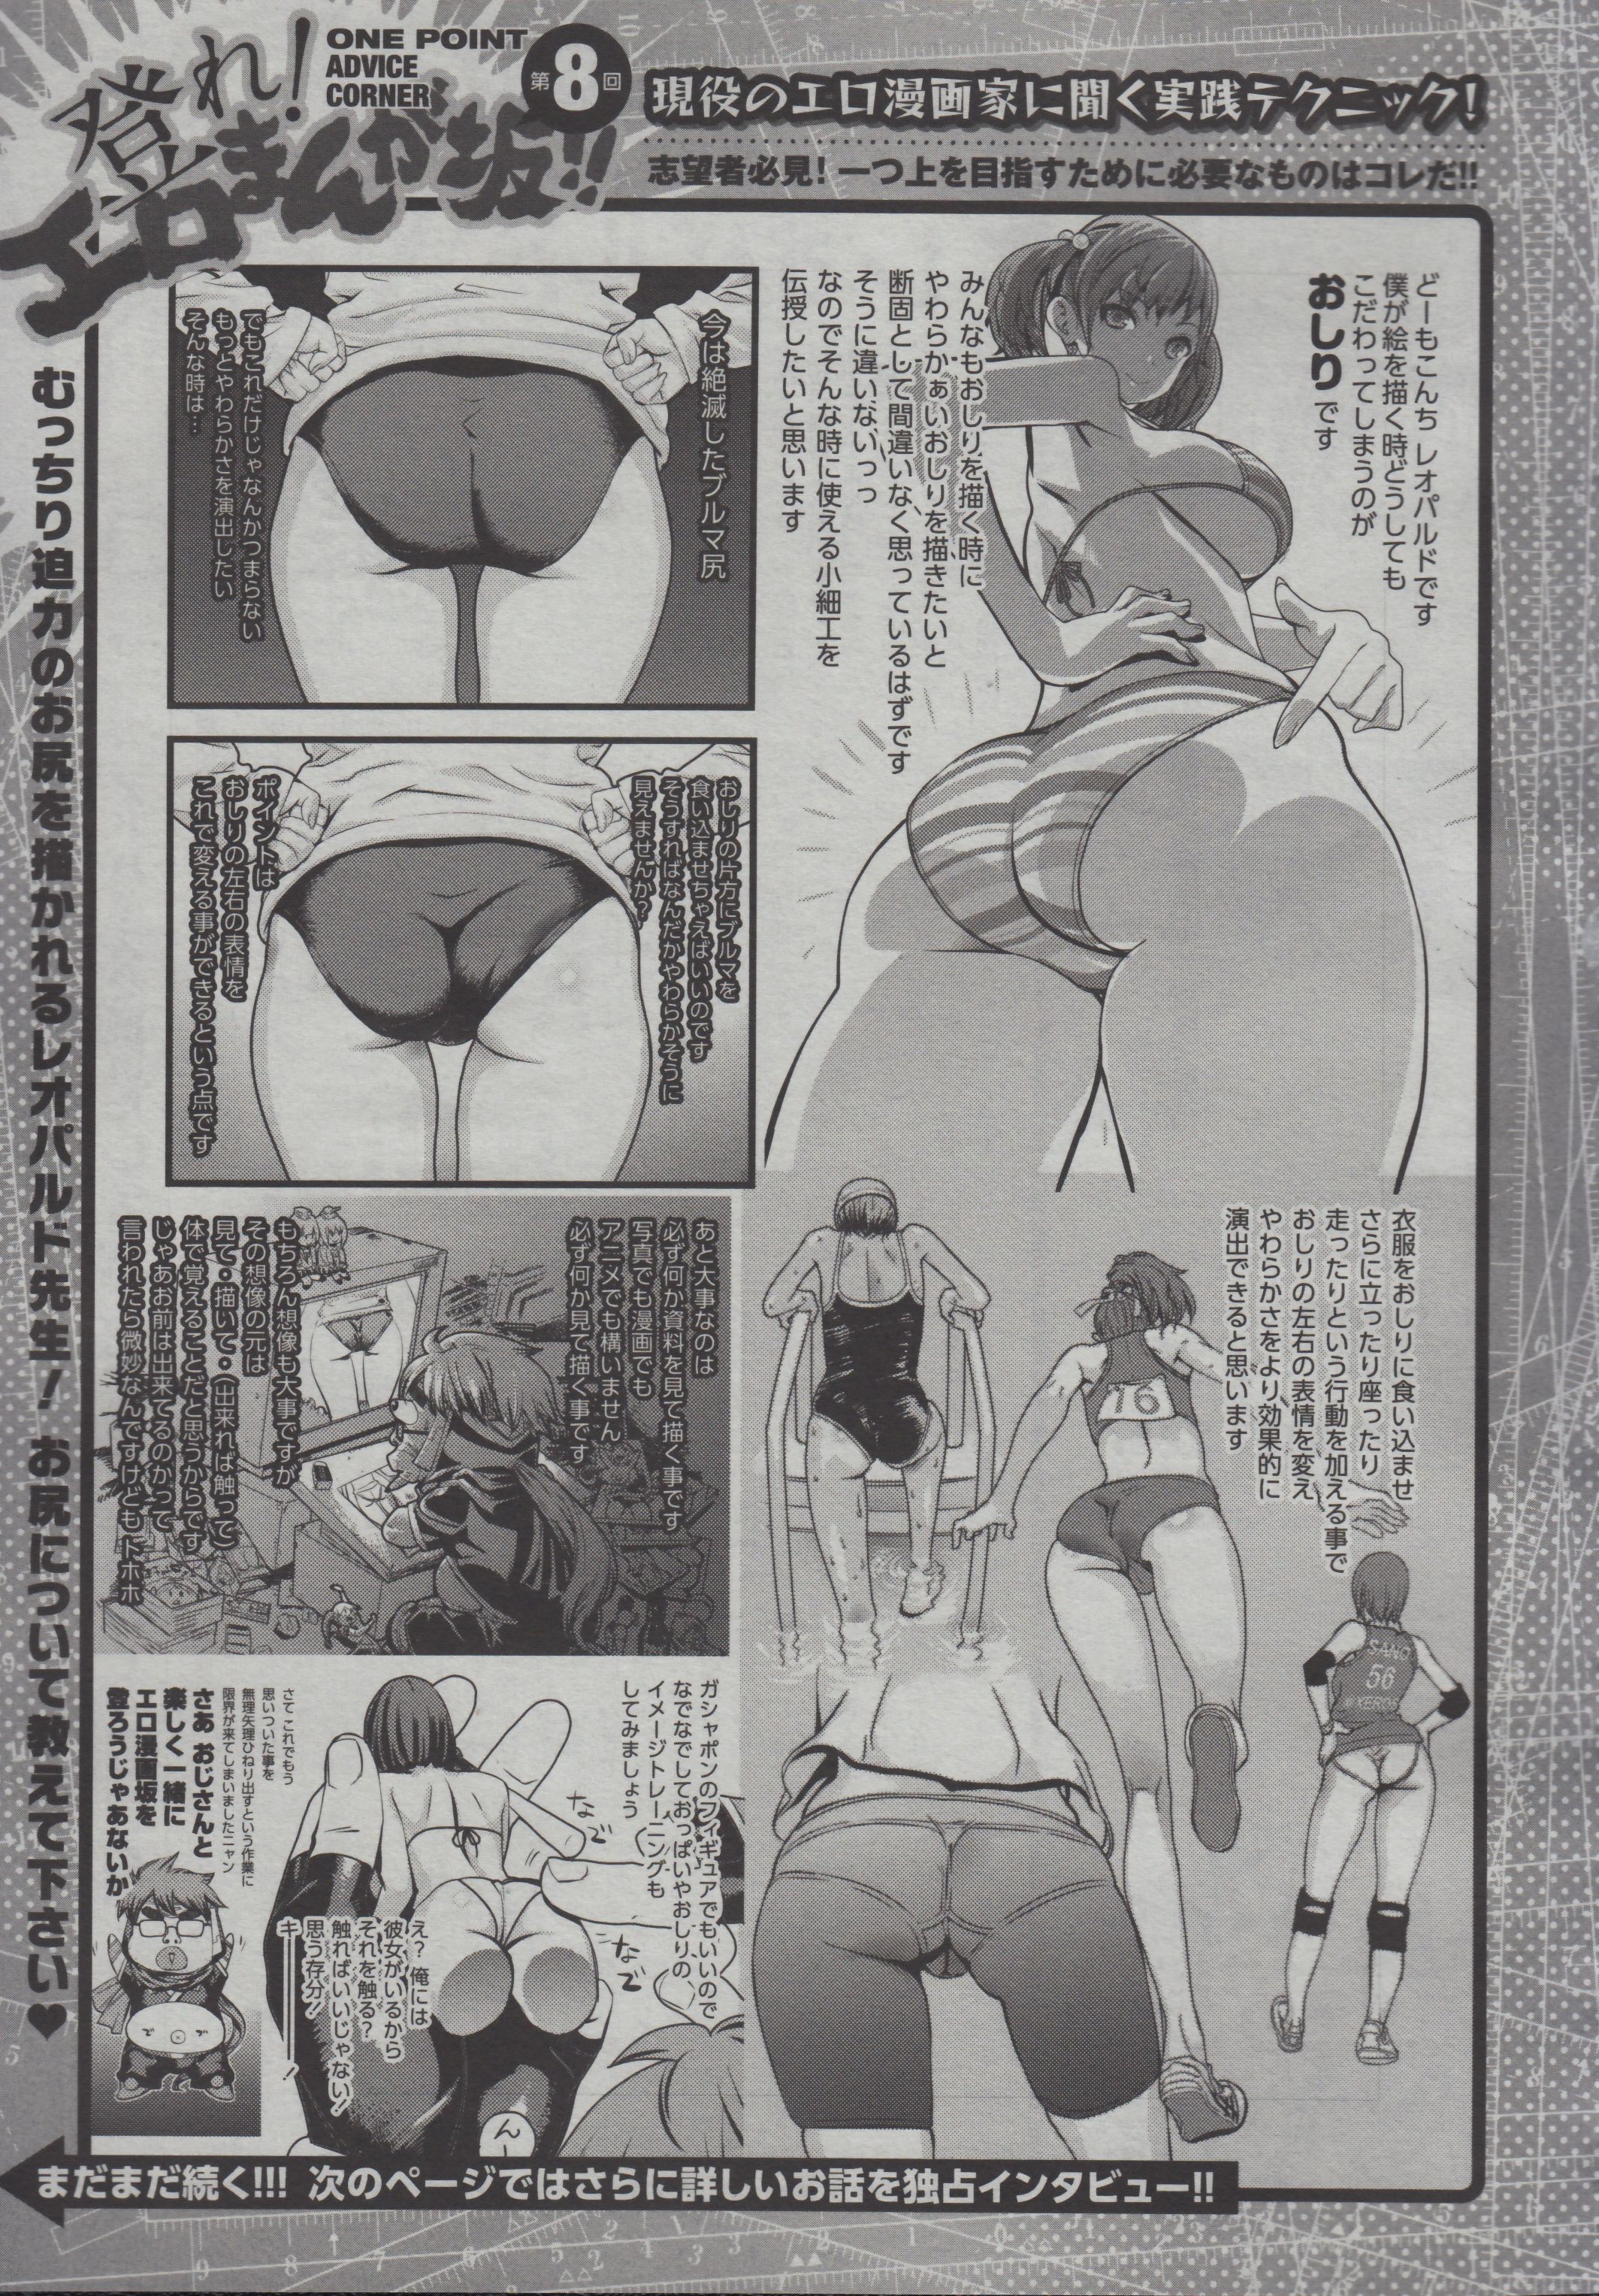 登れ!
エロまんが坂!!
ONE POINT
ADVICE
CORNER
第8回
現役のエロ漫画家に聞く実践テクニック!
志望者必見! 一つ上を目指すために必要なものはコレだ!!
どーもこんち レオパルドです
僕が絵を描く時どうしても
こだわってしまうのが
おしりです
みんなもおしりを描く時に
やわらかぁいおしりを描きたいと
断固として間違いなく思っているはずです
そうに違いないっっ
なのでそんな時に使える小細工を
伝授したいと思います
今は絶滅したブルマ尻
でもこれだけじゃなんかつまらない
もっとやわらかさを演出したい
そんな時は…
おしりの片方にブルマを
食い込ませちゃえばいいのです
そうすればなんだかやわらかそうに
見えませんか?
ポイントは
おしりの左右の表情を
これで変える事ができるという点です
衣服をおしりに食い込ませ
さらに立ったり座ったり
走ったりという行動を加える事で
おしりの左右の表情を変え
やわらかさをより効果的に
演出できると思います
16
SANO
56
あと大事なのは
必ず何か資料を見て描く事です
写真でも漫画でも
アニメでも構いません
必ず何か見て描く事です
もちろん想像も大事ですが
その想像の元は
見て・描いて・(出来れば触って)
体で覚えることだと思うからです
じゃあお前は出来てるのかって
言われたら微妙なんですけどもトホホ
ガシャポンのフィギュアでもいいので
なでなでしておっぱいやおしりの
イメージトレーニングも
してみましょう
なで
なで
え? 俺には
彼女がいるから
それを触る?
触ればいいじゃない!
思う存分!
キーーー!
んー
さて これでもう
思いついた事を
無理矢理ひねり出すという作業に
限界が来てしまいましたニャン
さあ おじさんと
楽しく一緒に
エロ漫画坂を
登ろうじゃあないか
むっちり迫力のお尻を描かれるレオパルド先生! お尻について教えて下さい♥
まだまだ続く!!! 次のページではさらに詳しいお話を独占インタビュー!!